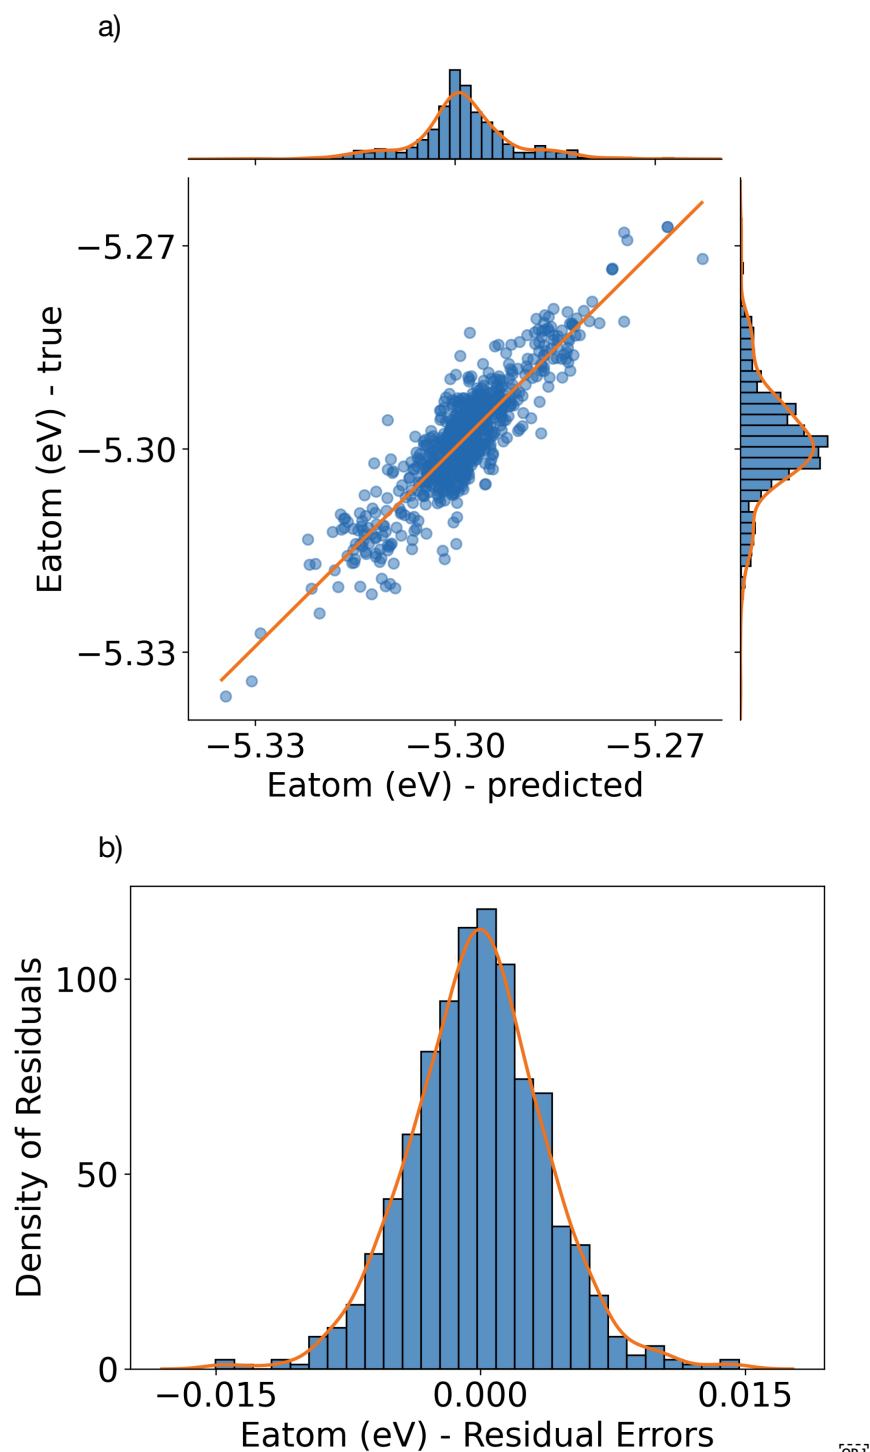 a)
−5.27
−5.30
−5.33
Eatom (eV) - true
−5.33 −5.30 −5.27
Eatom (eV) - predicted
b)
100
50
0
Density of Residuals
−0.015 0.000 0.015
Eatom (eV) - Residual Errors